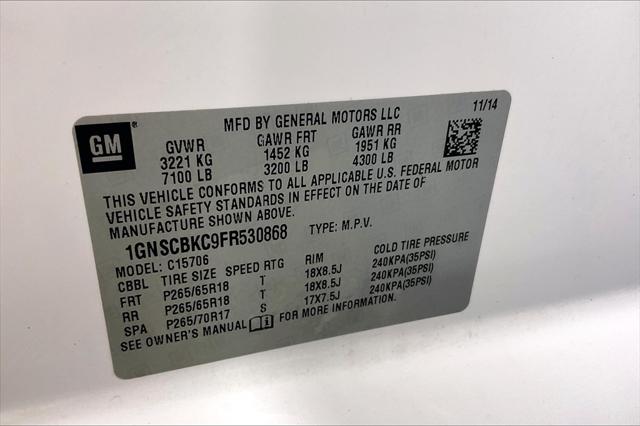 GM
MFD BY GENERAL MOTORS LLC 11/14
GVWR GAWR FRT GAWR RR
3221 KG 1452 KG 1951 KG
7100 LB 3200 LB 4300 LB
THIS VEHICLE CONFORMS TO ALL APPLICABLE U.S. FEDERAL MOTOR
VEHICLE SAFETY STANDARDS IN EFFECT ON THE DATE OF
MANUFACTURE SHOWN ABOVE.
1GNSCBKC9FR530868 TYPE: M.P.V.
MODEL: C15706
CBBL TIRE SIZE SPEED RTG RIM COLD TIRE PRESSURE
FRT P265/65R18 T 18X8.5J 240KPA(35PSI)
RR P265/65R18 T 18X8.5J 240KPA(35PSI)
SPA P265/70R17 S 17X7.5J 240KPA(35PSI)
SEE OWNER'S MANUAL FOR MORE INFORMATION.